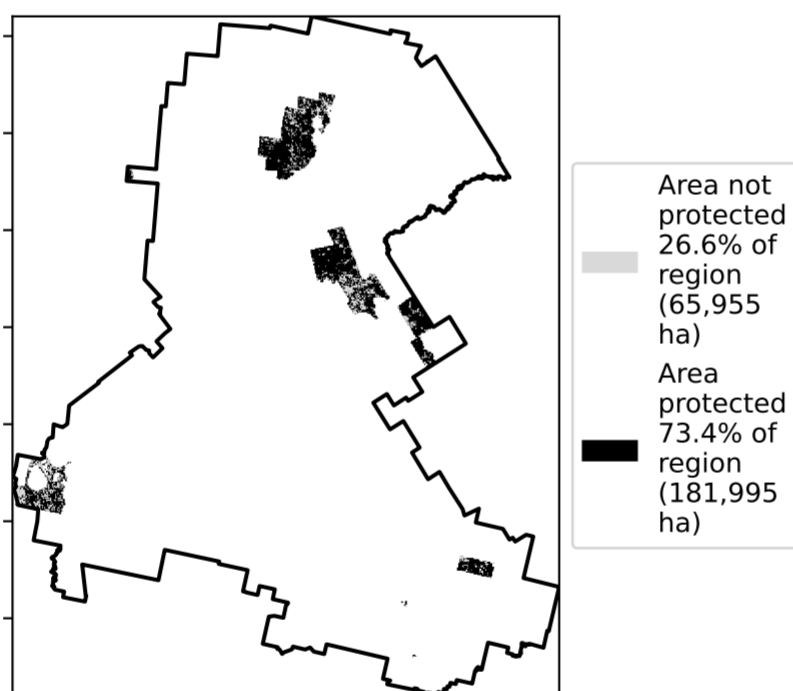 Area not
protected
26.6% of
region
(65,955
ha)
Area
protected
73.4% of
region
(181,995
ha)